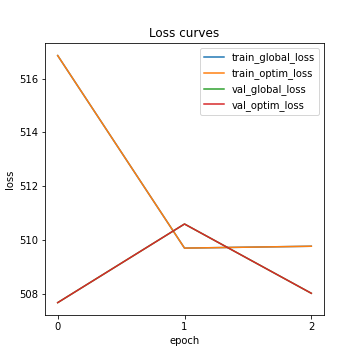 Loss curves
train_global_loss
train_optim_loss
val_global_loss
val_optim_loss
516
514
512
510
508
loss
0
1
2
epoch